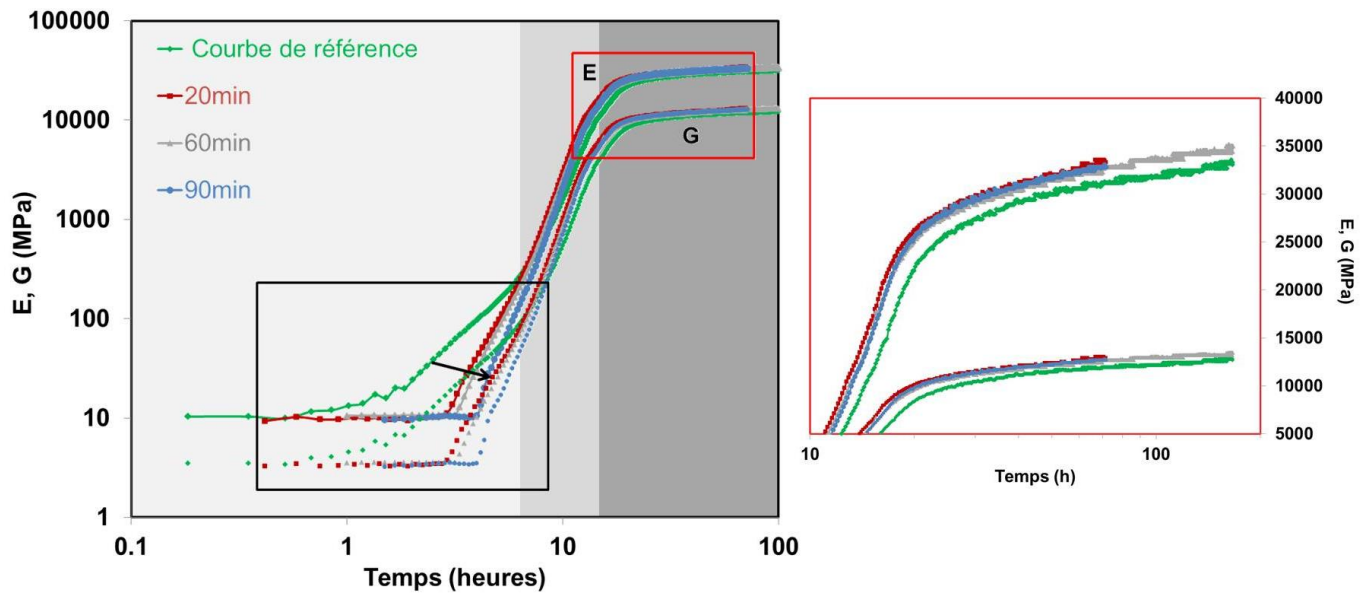 100000
10000
1000
100
10
1
E, G (MPa)
Courbe de référence
20min
60min
90min
E
G
0.1
1
10
100
Temps (heures)
40000
35000
30000
25000
20000
15000
10000
5000
E, G (MPa)
10
100
Temps (h)